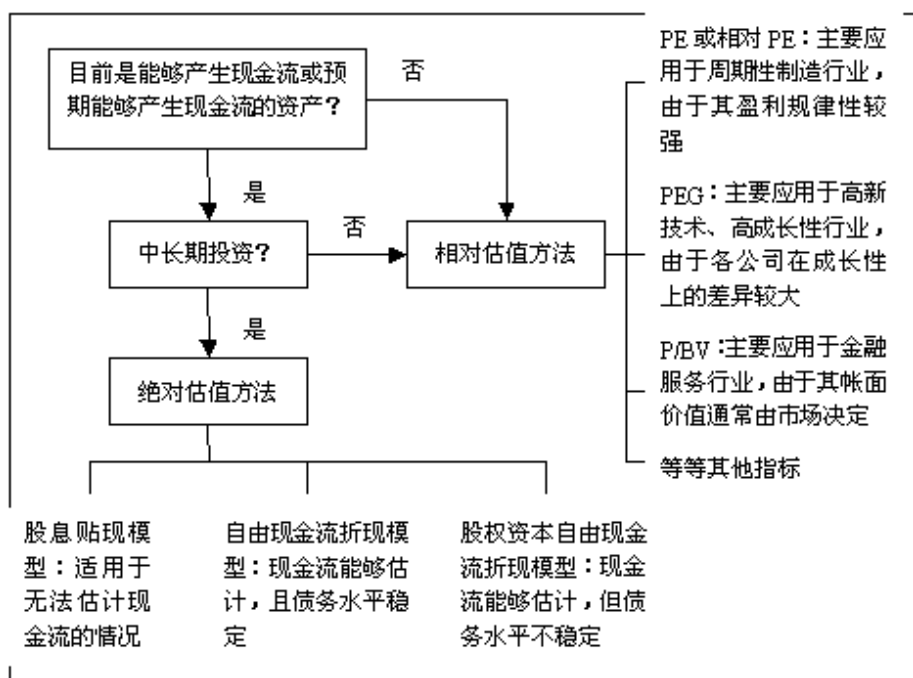 目前是能够产生现金流或预
期能够产生现金流的资产？
否
是
中长期投资？
否
相对估值方法
是
绝对估值方法
PE 或相对 PE：主要应
用于周期性制造行业，
由于其盈利规律性较
强
PEG：主要应用于高新
技术、高成长性行业，
由于各公司在成长性
上的差异较大
P/BV：主要应用于金融
服务行业，由于其帐面
价值通常由市场决定
等等其他指标
股息贴现模
型：适用于
无法估计现
金流的情况
自由现金流折现模
型：现金流能够估
计，且债务水平稳
定
股权资本自由现金
流折现模型：现金
流能够估计，但债
务水平不稳定